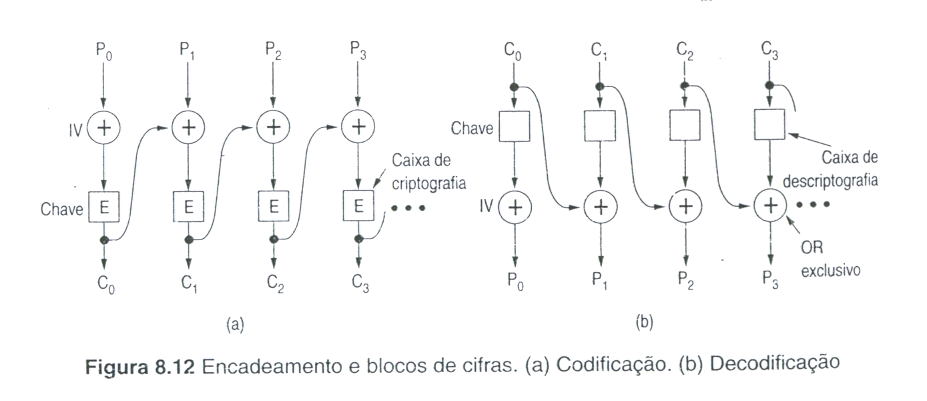 P0 P1 P2 P3
IV + + + +
Caixa de
criptografia
Chave E E E E
C0 C1 C2 C3
(a)
C0 C1 C2 C3
Chave
Caixa de
descriptografia
IV + + + +
OR
exclusivo
P0 P1 P2 P3
(b)
Figura 8.12 Encadeamento e blocos de cifras. (a) Codificação. (b) Decodificação